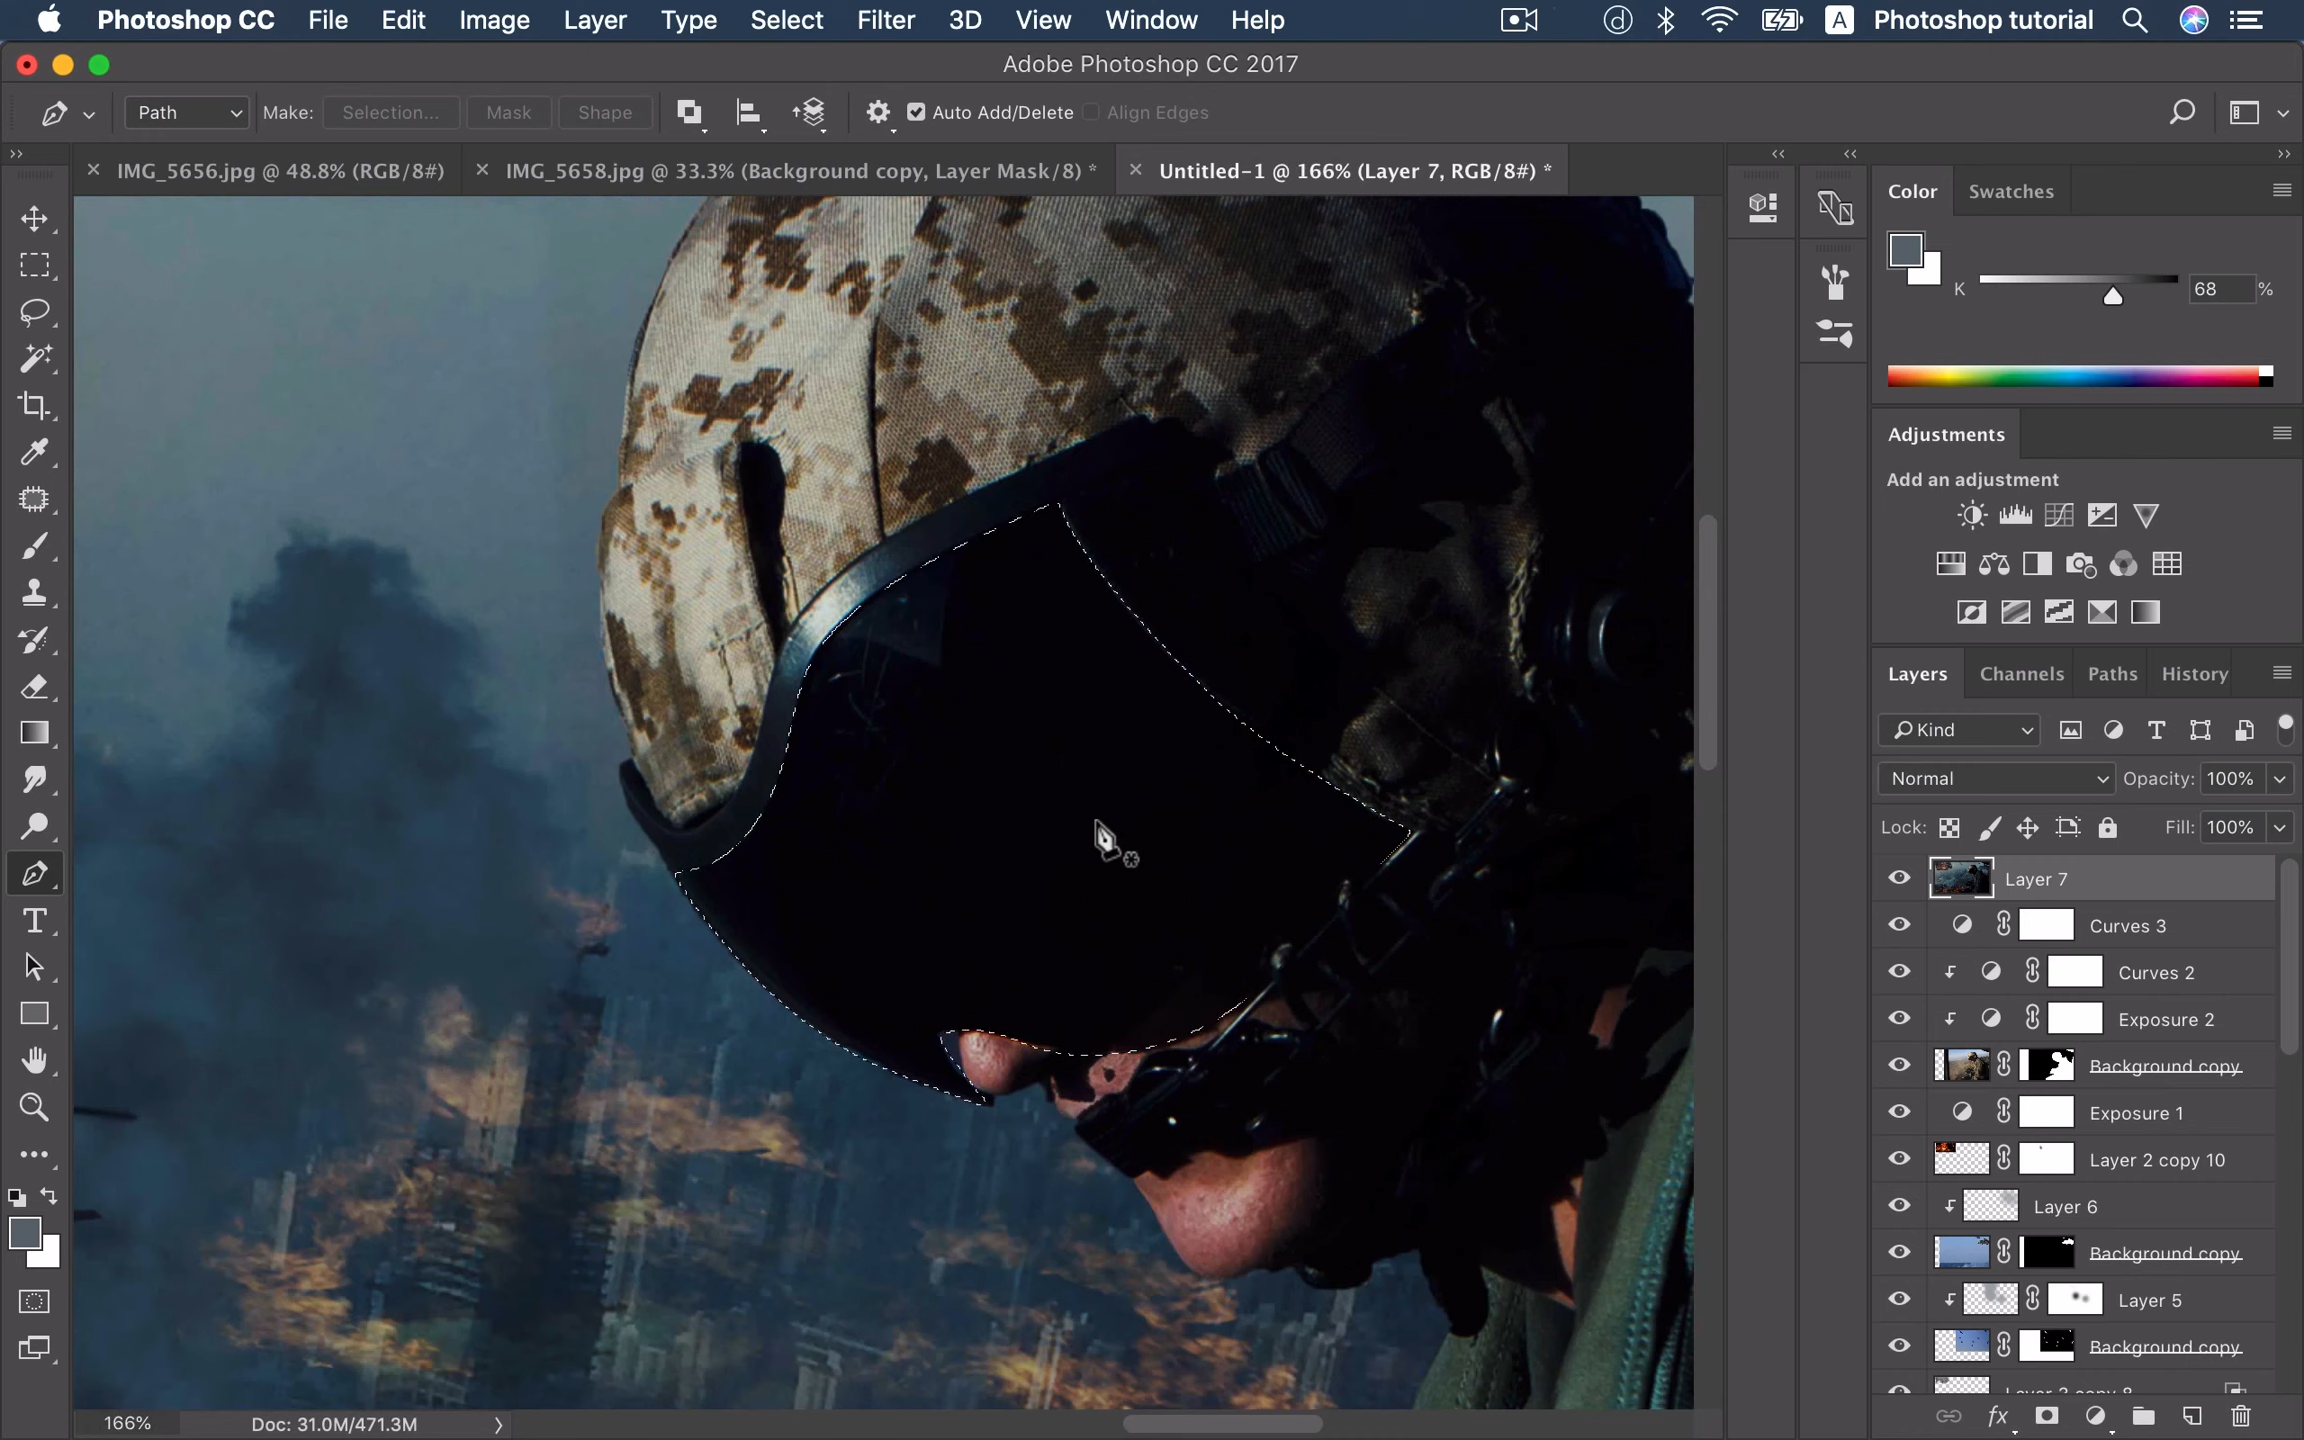 Photoshop CC File Edit Image Layer Type Select Filter 3D View Window Help A Photoshop tutorial
Adobe Photoshop CC 2017
Path Make: Selection... Mask Shape Auto Add/Delete Align Edges
IMG_5656.jpg @ 48.8% (RGB/8#) IMG_5658.jpg @ 33.3% (Background copy, Layer Mask/8) * Untitled-1 @ 166% (Layer 7, RGB/8#) *
Color Swatches
K 68 %
Adjustments
Add an adjustment
Layers Channels Paths History
Kind
Normal Opacity: 100%
Lock: Fill: 100%
Layer 7
Curves 3
Curves 2
Exposure 2
Background copy
Exposure 1
Layer 2 copy 10
Layer 6
Background copy
Layer 5
Background copy
166% Doc: 31.0M/471.3M
fx